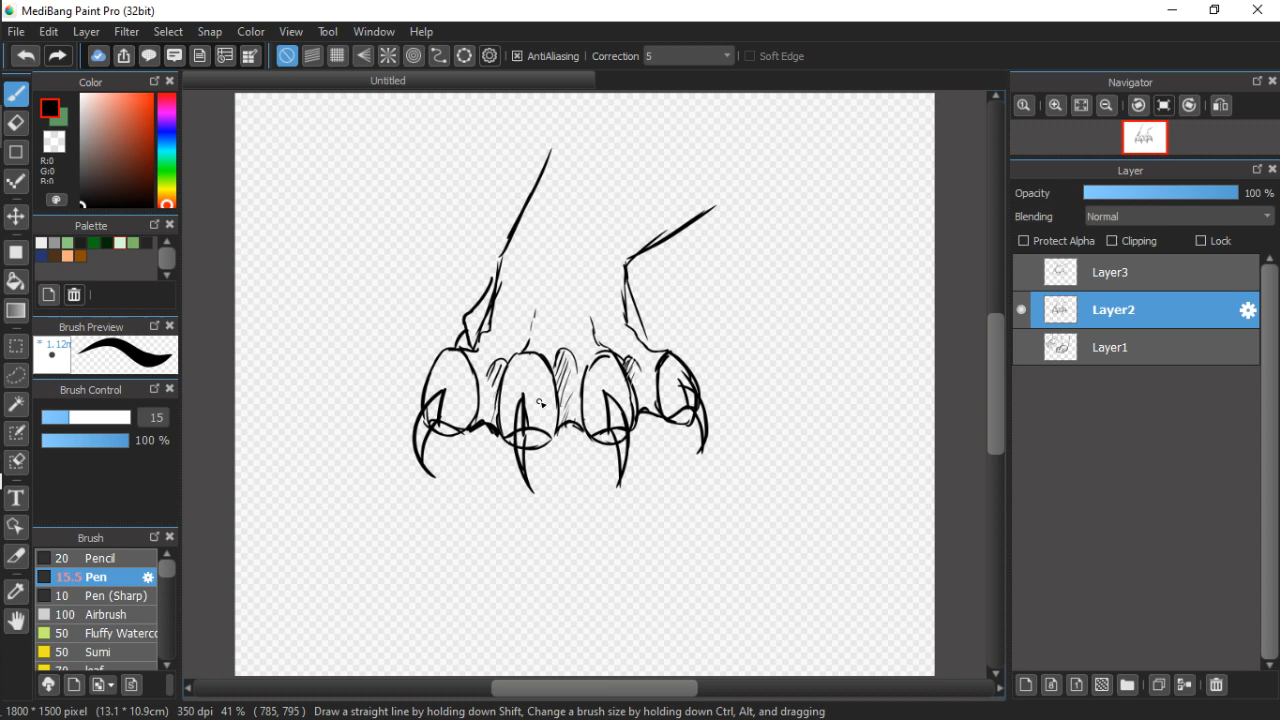 MediBang Paint Pro (32bit)
File Edit Layer Filter Select Snap Color View Tool Window Help
AntiAliasing Correction 5 Soft Edge
Color
Untitled
Navigator
R:0
G:0
B:0
Layer
Opacity 100 %
Blending Normal
Palette
Protect Alpha Clipping Lock
Layer3
Layer2
Brush Preview
* 1.12m
Layer1
Brush Control
15
100 %
Brush
20 Pencil
15.5 Pen
10 Pen (Sharp)
100 Airbrush
50 Fluffy Waterco
50 Sumi
70 leaf
1800 * 1500 pixel (13.1 * 10.9cm) 350 dpi 41 % ( 785, 795 ) Draw a straight line by holding down Shift, Change a brush size by holding down Ctrl, Alt, and dragging